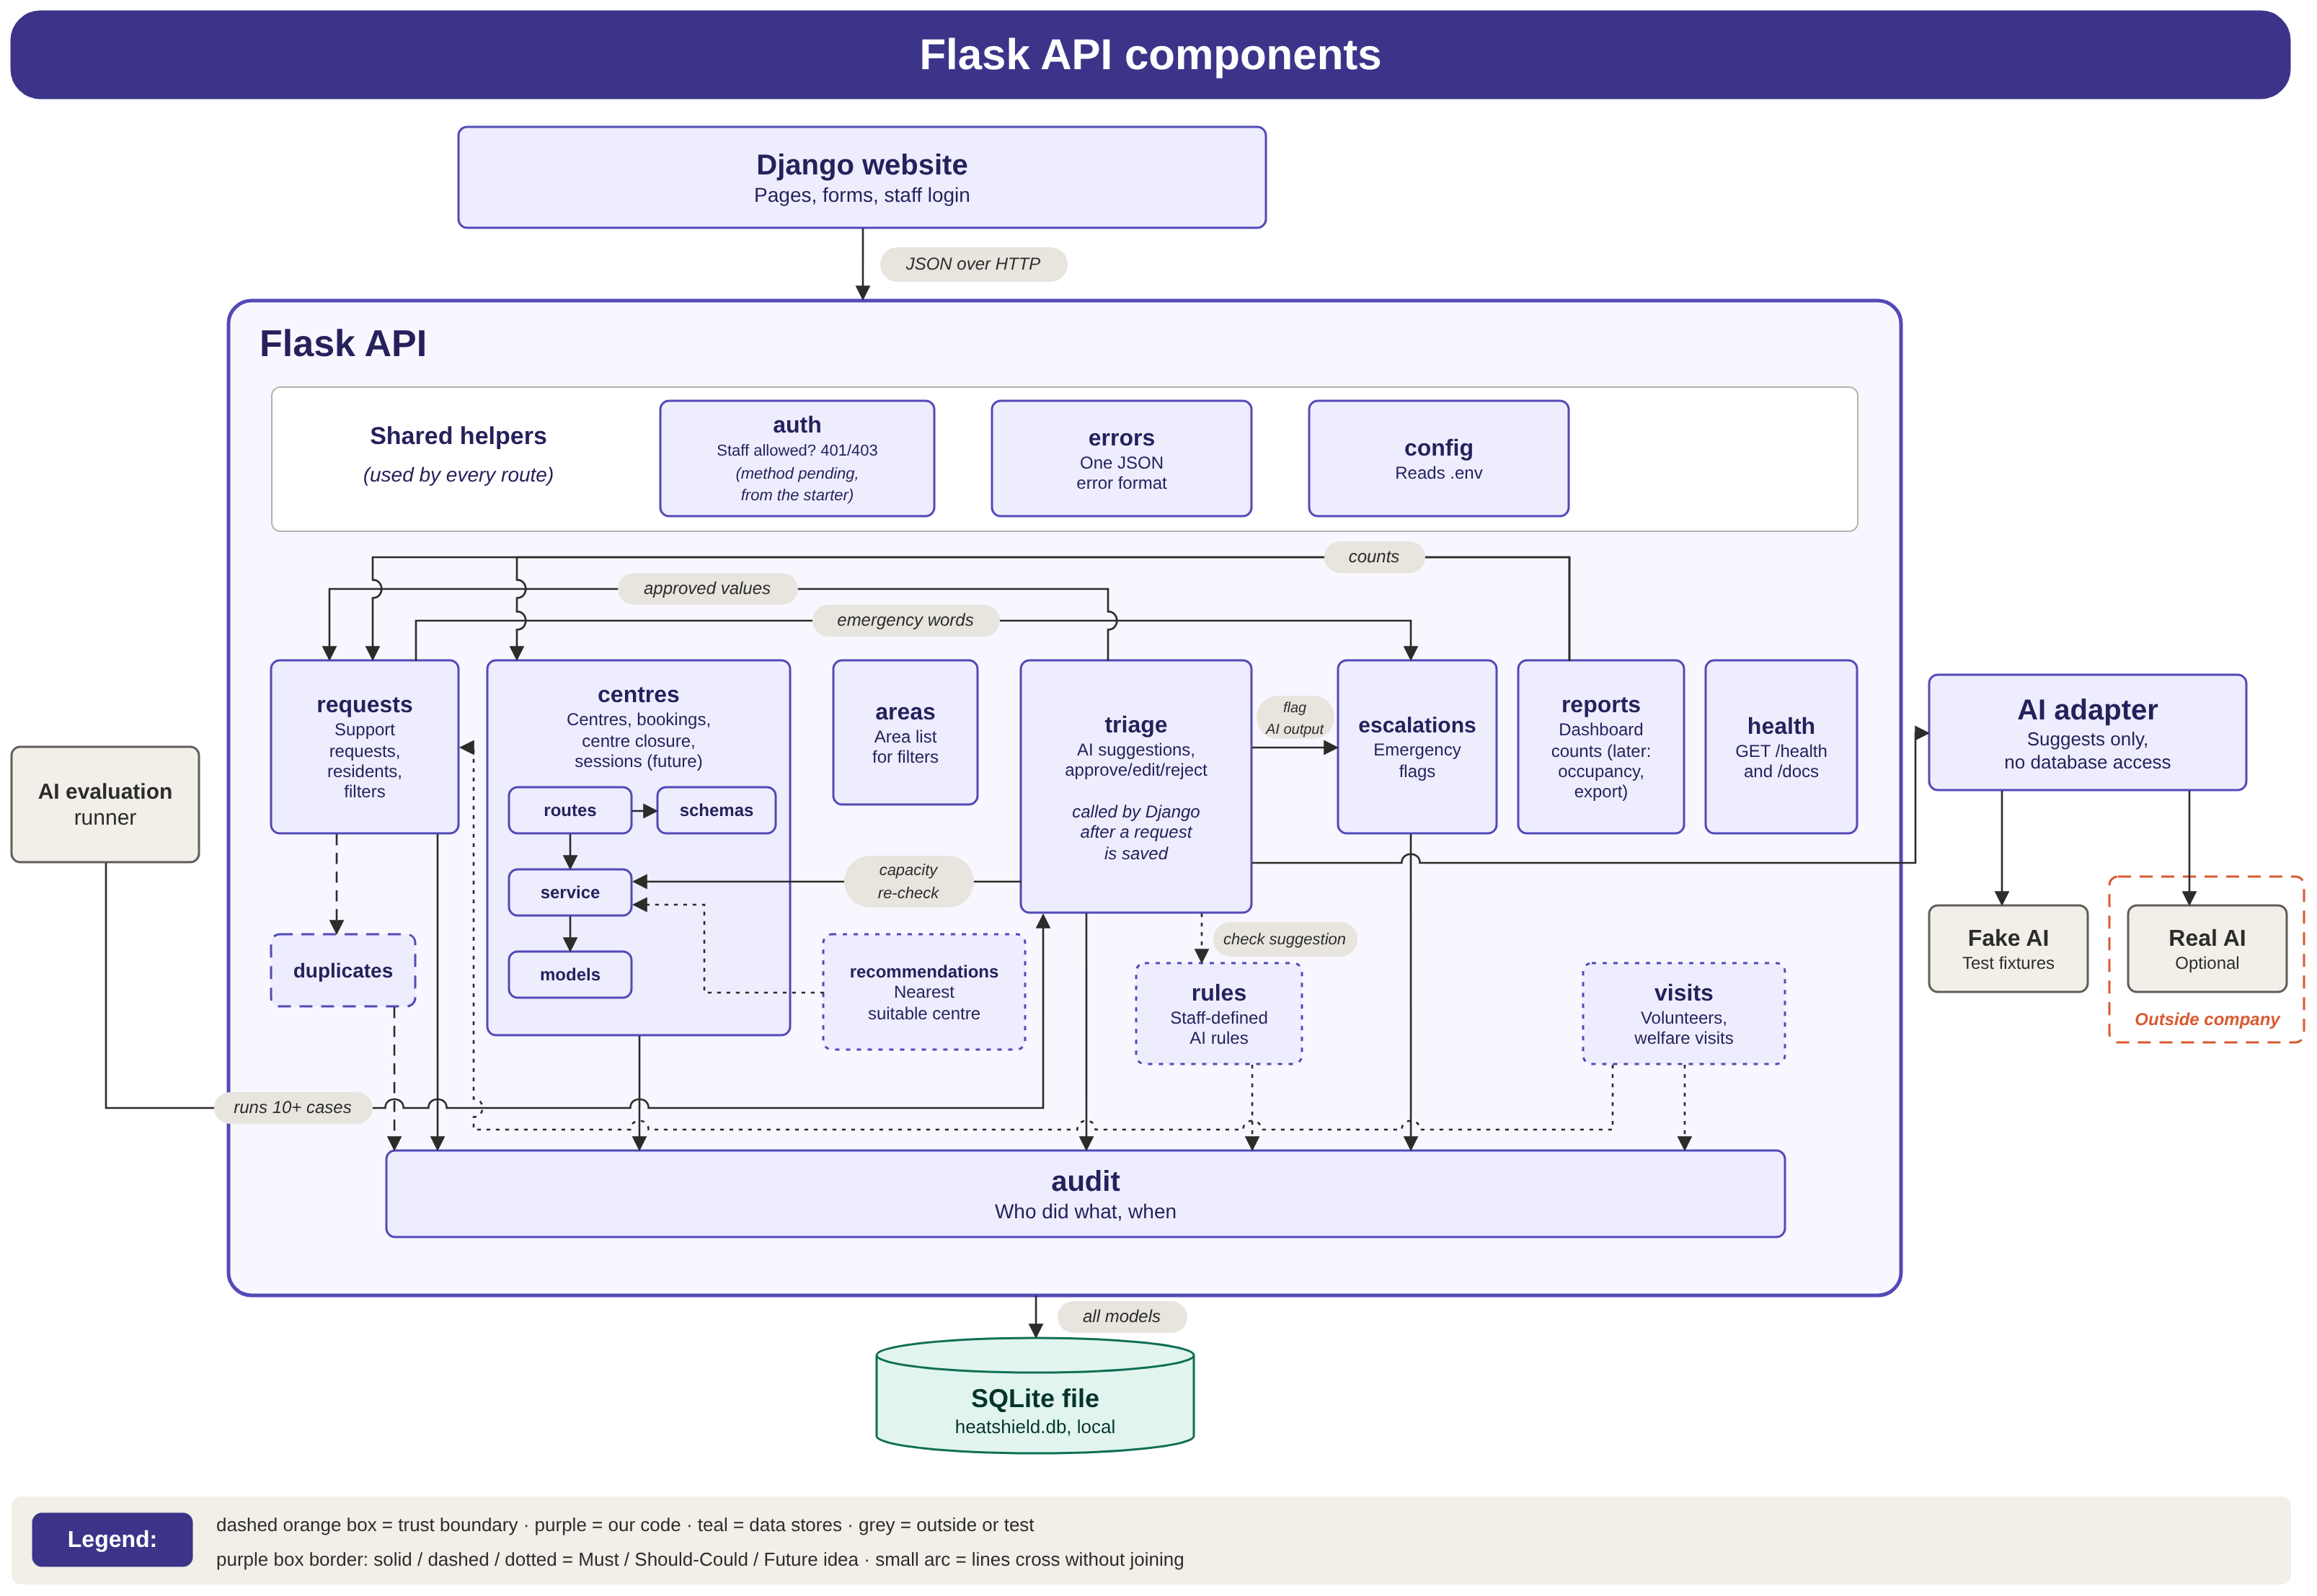 Flask API components
Django website
Pages, forms, staff login
JSON over HTTP
Flask API
Shared helpers
(used by every route)
auth
Staff allowed? 401/403
(method pending,
from the starter)
errors
One JSON
error format
config
Reads .env
counts
approved values
emergency words
requests
Support
requests,
residents,
filters
centres
Centres, bookings,
centre closure,
sessions (future)
routes
schemas
service
models
areas
Area list
for filters
triage
AI suggestions,
approve/edit/reject
called by Django
after a request
is saved
flag
AI output
escalations
Emergency
flags
reports
Dashboard
counts (later:
occupancy,
export)
health
GET /health
and /docs
AI adapter
Suggests only,
no database access
AI evaluation
runner
capacity
re-check
check suggestion
duplicates
recommendations
Nearest
suitable centre
rules
Staff-defined
AI rules
visits
Volunteers,
welfare visits
Fake AI
Test fixtures
Real AI
Optional
Outside company
runs 10+ cases
audit
Who did what, when
all models
SQLite file
heatshield.db, local
Legend:
dashed orange box = trust boundary · purple = our code · teal = data stores · grey = outside or test
purple box border: solid / dashed / dotted = Must / Should-Could / Future idea · small arc = lines cross without joining